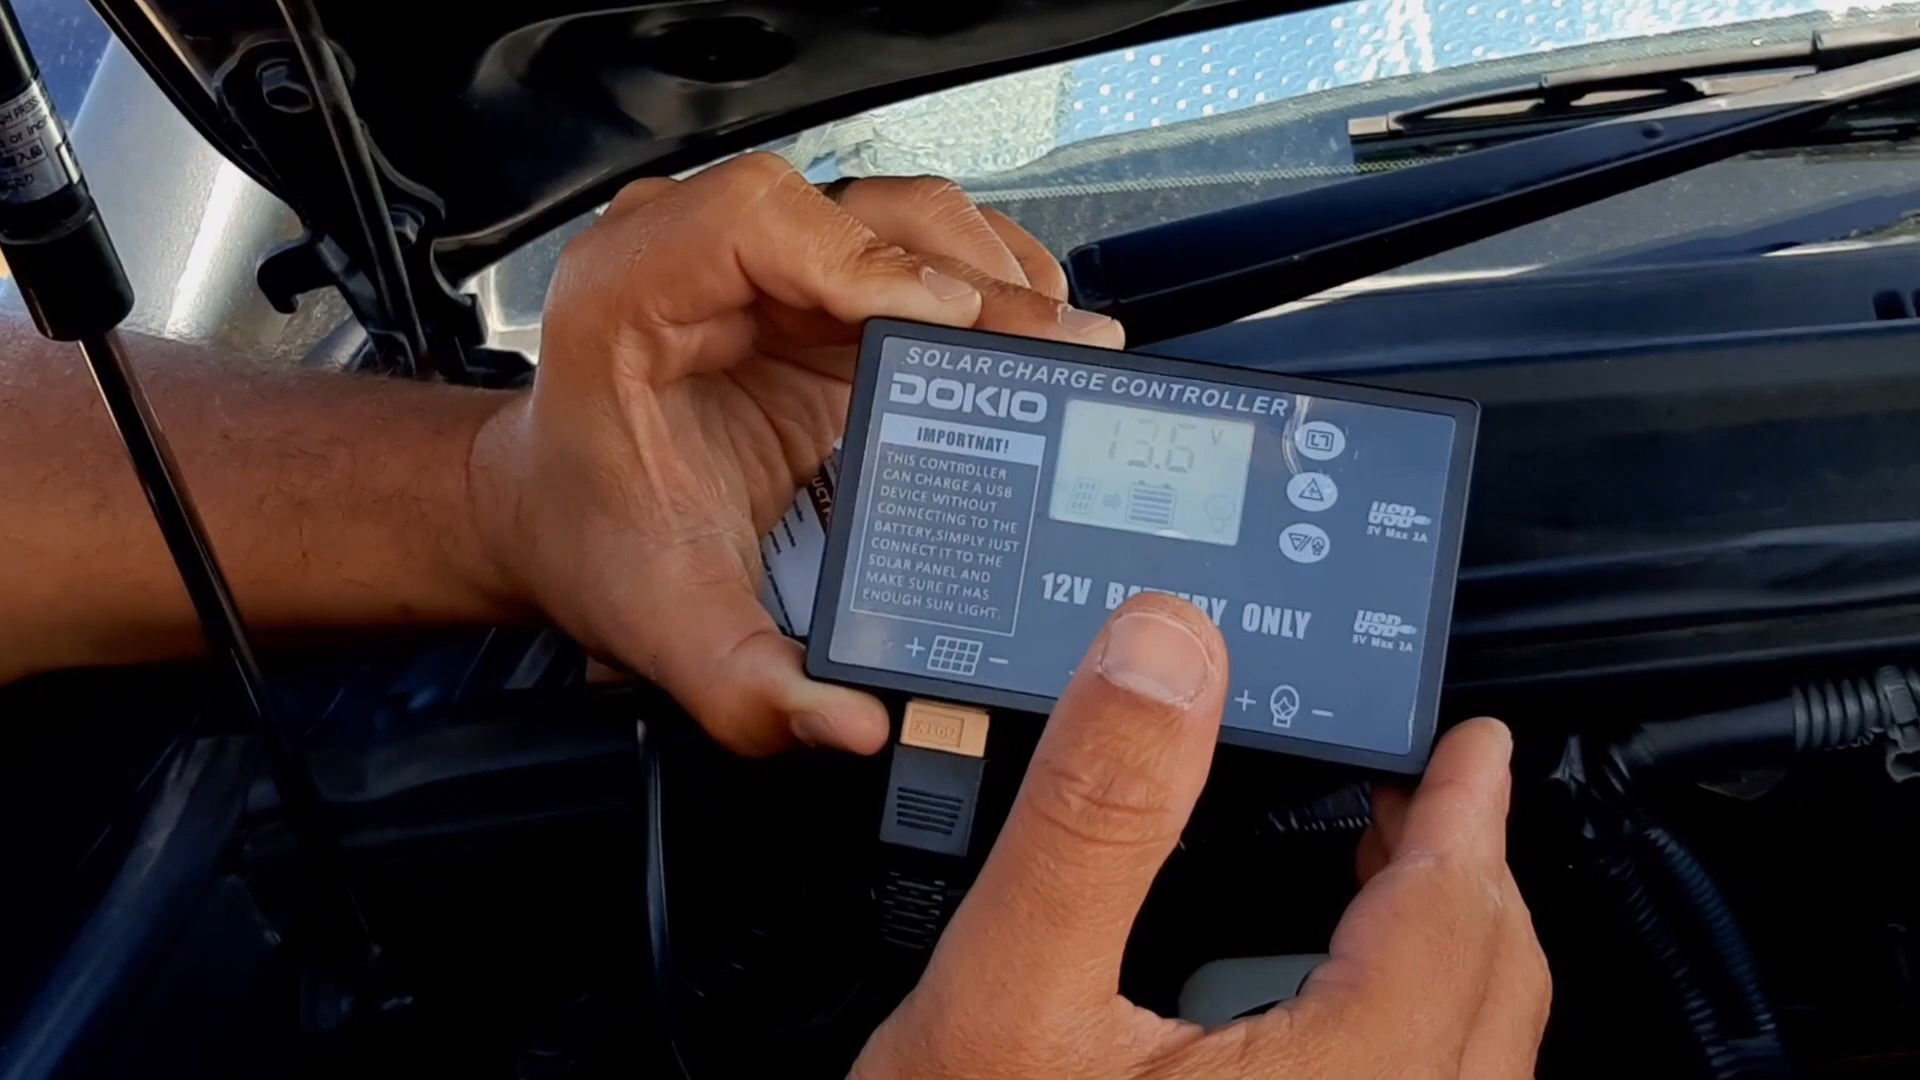 SOLAR CHARGE CONTROLLER
DOKIO
IMPORTNAT!
THIS CONTROLLER
CAN CHARGE A USB
DEVICE WITHOUT
CONNECTING TO THE
BATTERY,SIMPLY JUST
CONNECT IT TO THE
SOLAR PANEL AND
MAKE SURE IT HAS
ENOUGH SUN LIGHT.
13.6 V
USB
5V Max 2A
12V BATTERY ONLY
USB
5V Max 2A
+ -
+ -
or